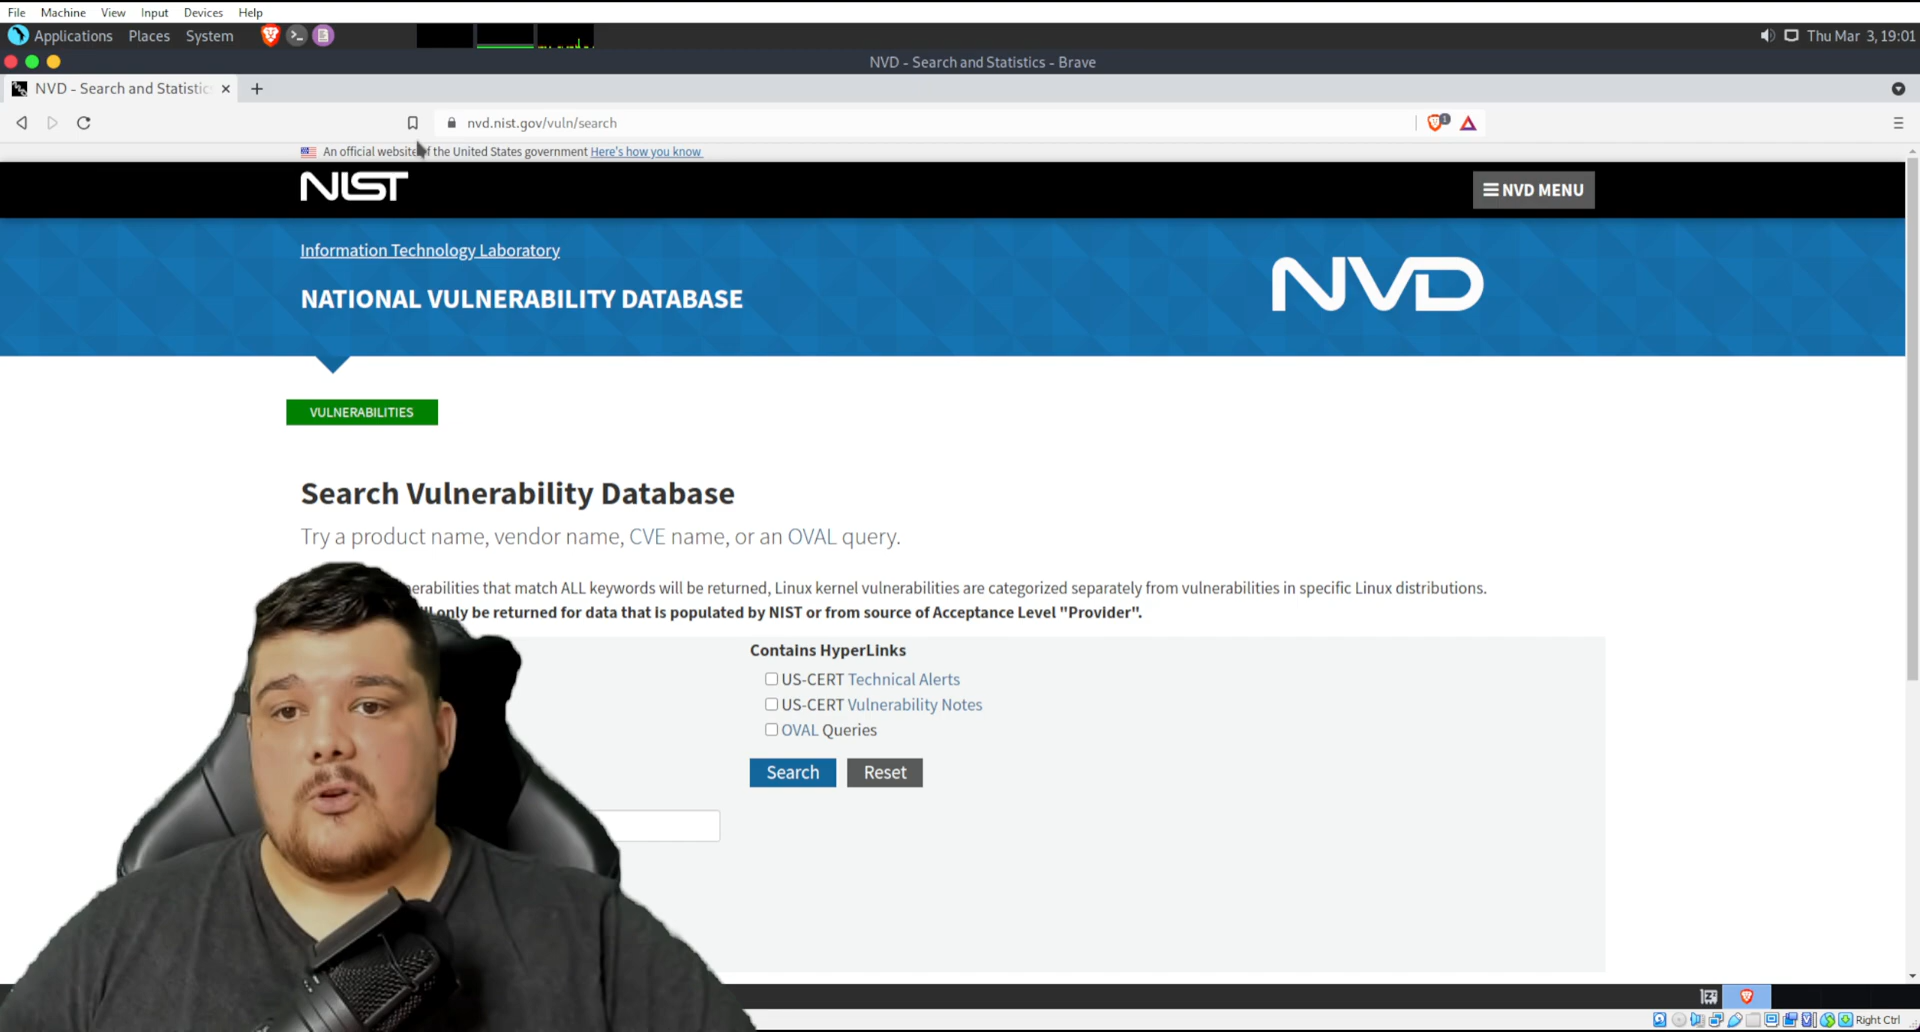 File Machine View Input Devices Help
Applications Places System Thu Mar 3, 19:01
NVD - Search and Statistics - Brave
NVD - Search and Statistic
nvd.nist.gov/vuln/search 1
An official website of the United States government Here's how you know
NIST
NVD MENU
Information Technology Laboratory
NVD
NATIONAL VULNERABILITY DATABASE
VULNERABILITIES
Search Vulnerability Database
Try a product name, vendor name, CVE name, or an OVAL query.
erabilities that match ALL keywords will be returned, Linux kernel vulnerabilities are categorized separately from vulnerabilities in specific Linux distributions.
only be returned for data that is populated by NIST or from source of Acceptance Level "Provider".
Contains HyperLinks
US-CERT Technical Alerts
US-CERT Vulnerability Notes
OVAL Queries
Search Reset
Right Ctrl